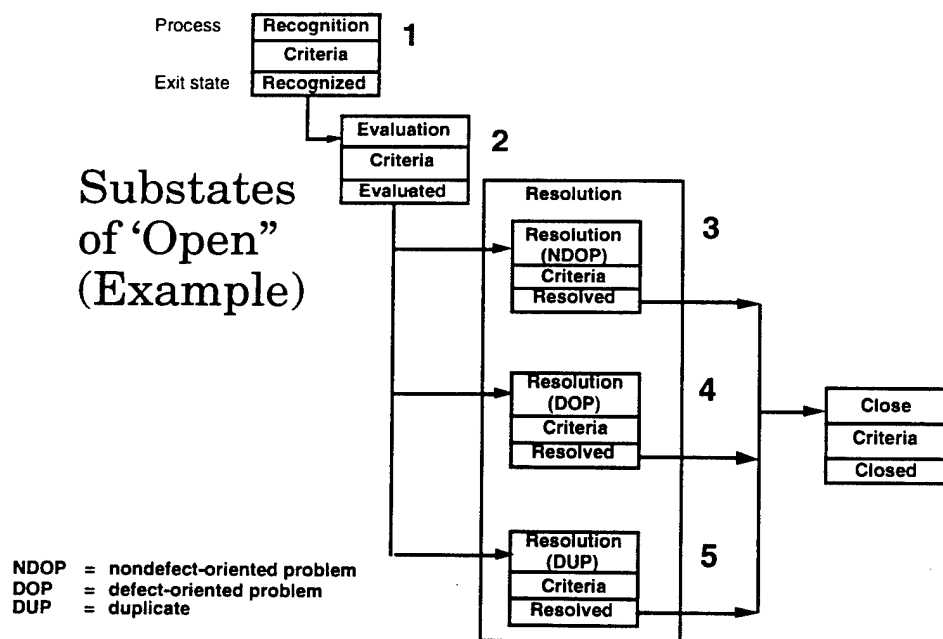 Process
Recognition
1
Criteria
Exit state
Recognized
Evaluation
2
Criteria
Evaluated
Substates
of ‘Open”
(Example)
Resolution
3
Resolution
(NDOP)
Criteria
Resolved
4
Resolution
(DOP)
Criteria
Resolved
Close
Criteria
Closed
5
Resolution
(DUP)
Criteria
Resolved
NDOP = nondefect-oriented problem
DOP = defect-oriented problem
DUP = duplicate